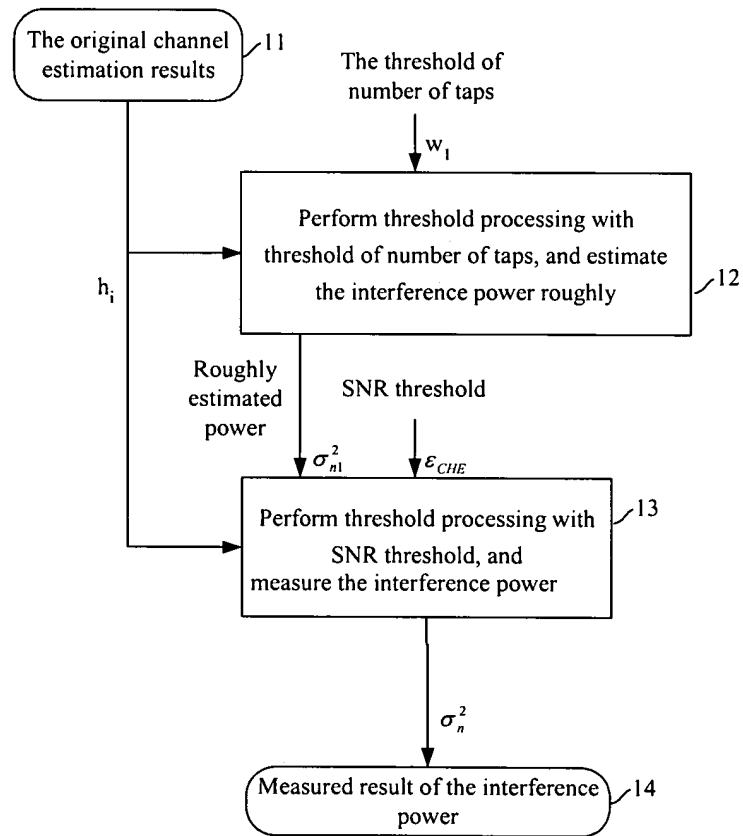 The original channel
estimation results
11
The threshold of
number of taps
w₁
Perform threshold processing with
threshold of number of taps, and estimate
the interference power roughly
12
hᵢ
Roughly
estimated
power
SNR threshold
σ²ₙ₁
ε_CHE
Perform threshold processing with
SNR threshold, and
measure the interference power
13
σ²ₙ
Measured result of the interference
power
14